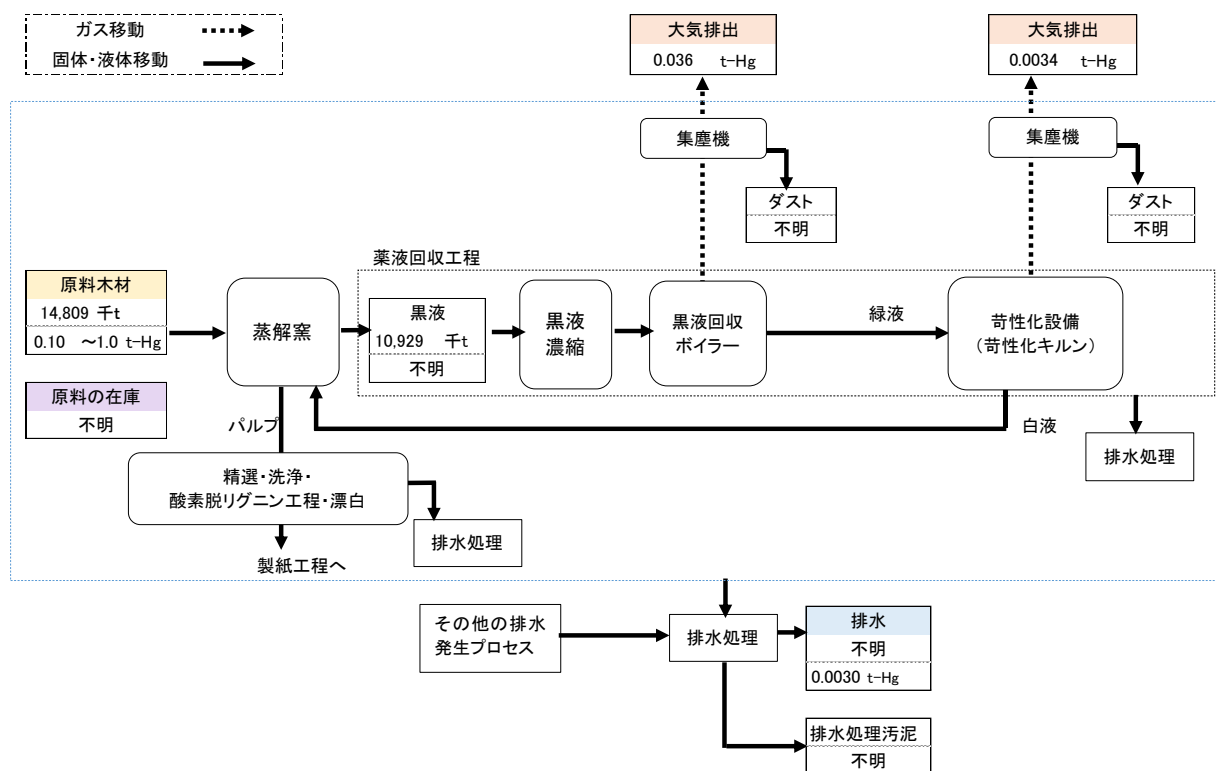 ガス移動
固体・液体移動
大気排出
0.036 t-Hg
大気排出
0.0034 t-Hg
集塵機
集塵機
ダスト
不明
ダスト
不明
薬液回収工程
原料木材
14,809 千t
0.10 ～1.0 t-Hg
蒸解窯
黒液
10,929 千t
不明
黒液
濃縮
黒液回収
ボイラー
緑液
苛性化設備
(苛性化キルン)
原料の在庫
不明
パルプ
白液
排水処理
精選・洗浄・
酸素脱リグニン工程・漂白
排水処理
製紙工程へ
その他の排水
発生プロセス
排水処理
排水
不明
0.0030 t-Hg
排水処理汚泥
不明